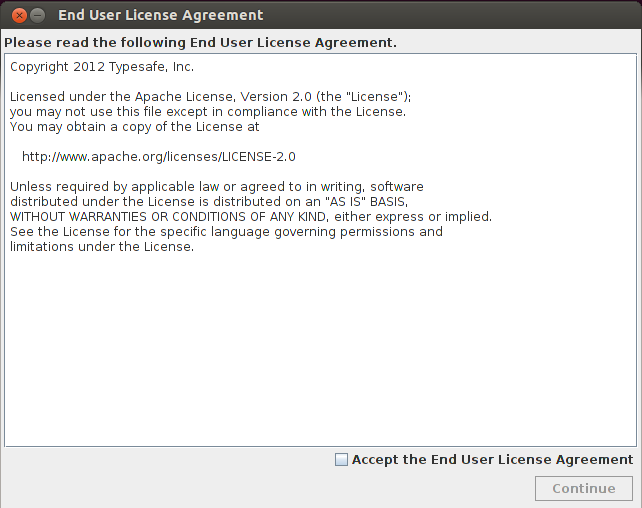 End User License Agreement
Please read the following End User License Agreement.
Copyright 2012 Typesafe, Inc.
Licensed under the Apache License, Version 2.0 (the "License");
you may not use this file except in compliance with the License.
You may obtain a copy of the License at
http://www.apache.org/licenses/LICENSE-2.0
Unless required by applicable law or agreed to in writing, software
distributed under the License is distributed on an "AS IS" BASIS,
WITHOUT WARRANTIES OR CONDITIONS OF ANY KIND, either express or implied.
See the License for the specific language governing permissions and
limitations under the License.
Accept the End User License Agreement
Continue